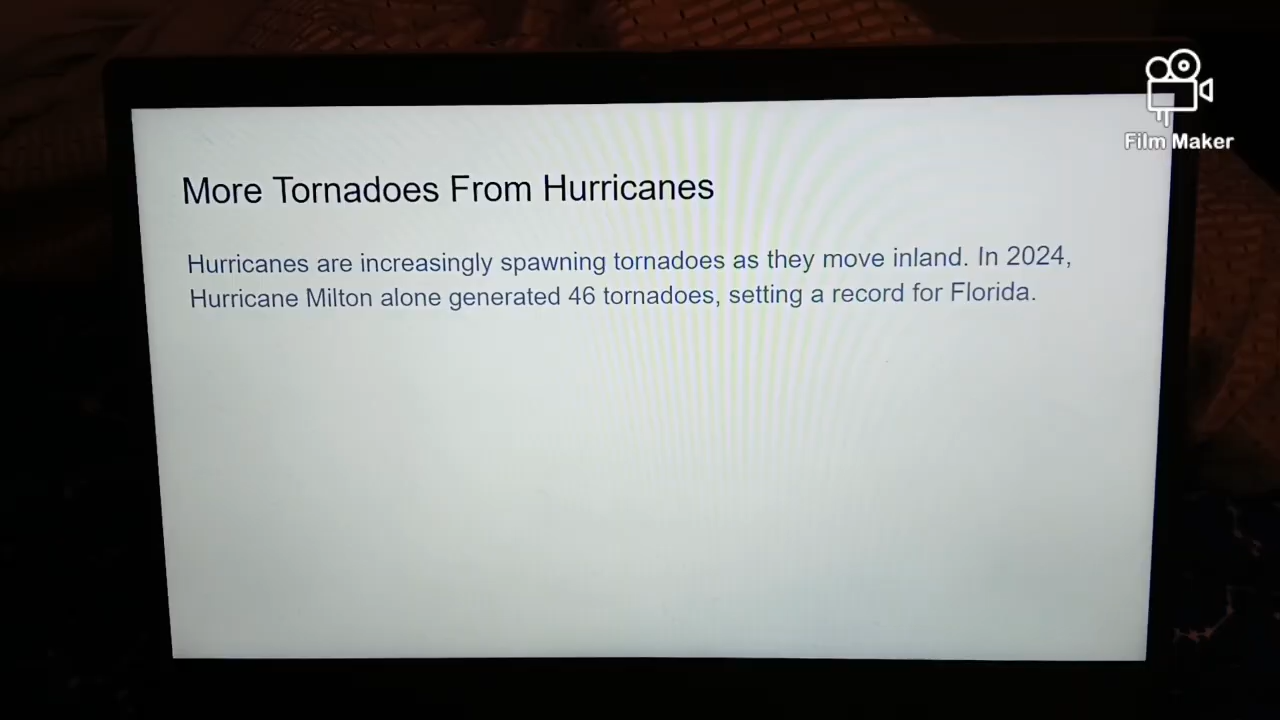 Film Maker
More Tornadoes From Hurricanes
Hurricanes are increasingly spawning tornadoes as they move inland. In 2024,
Hurricane Milton alone generated 46 tornadoes, setting a record for Florida.